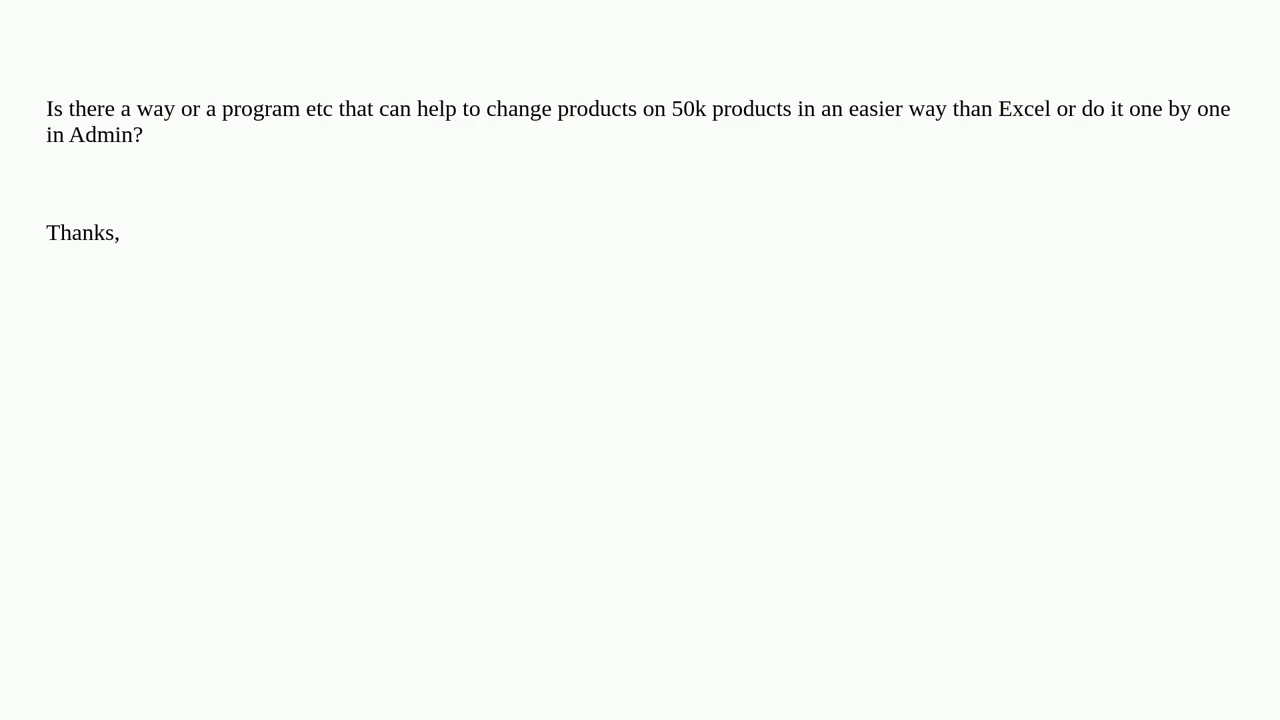 Is there a way or a program etc that can help to change products on 50k products in an easier way than Excel or do it one by one
in Admin?
Thanks,